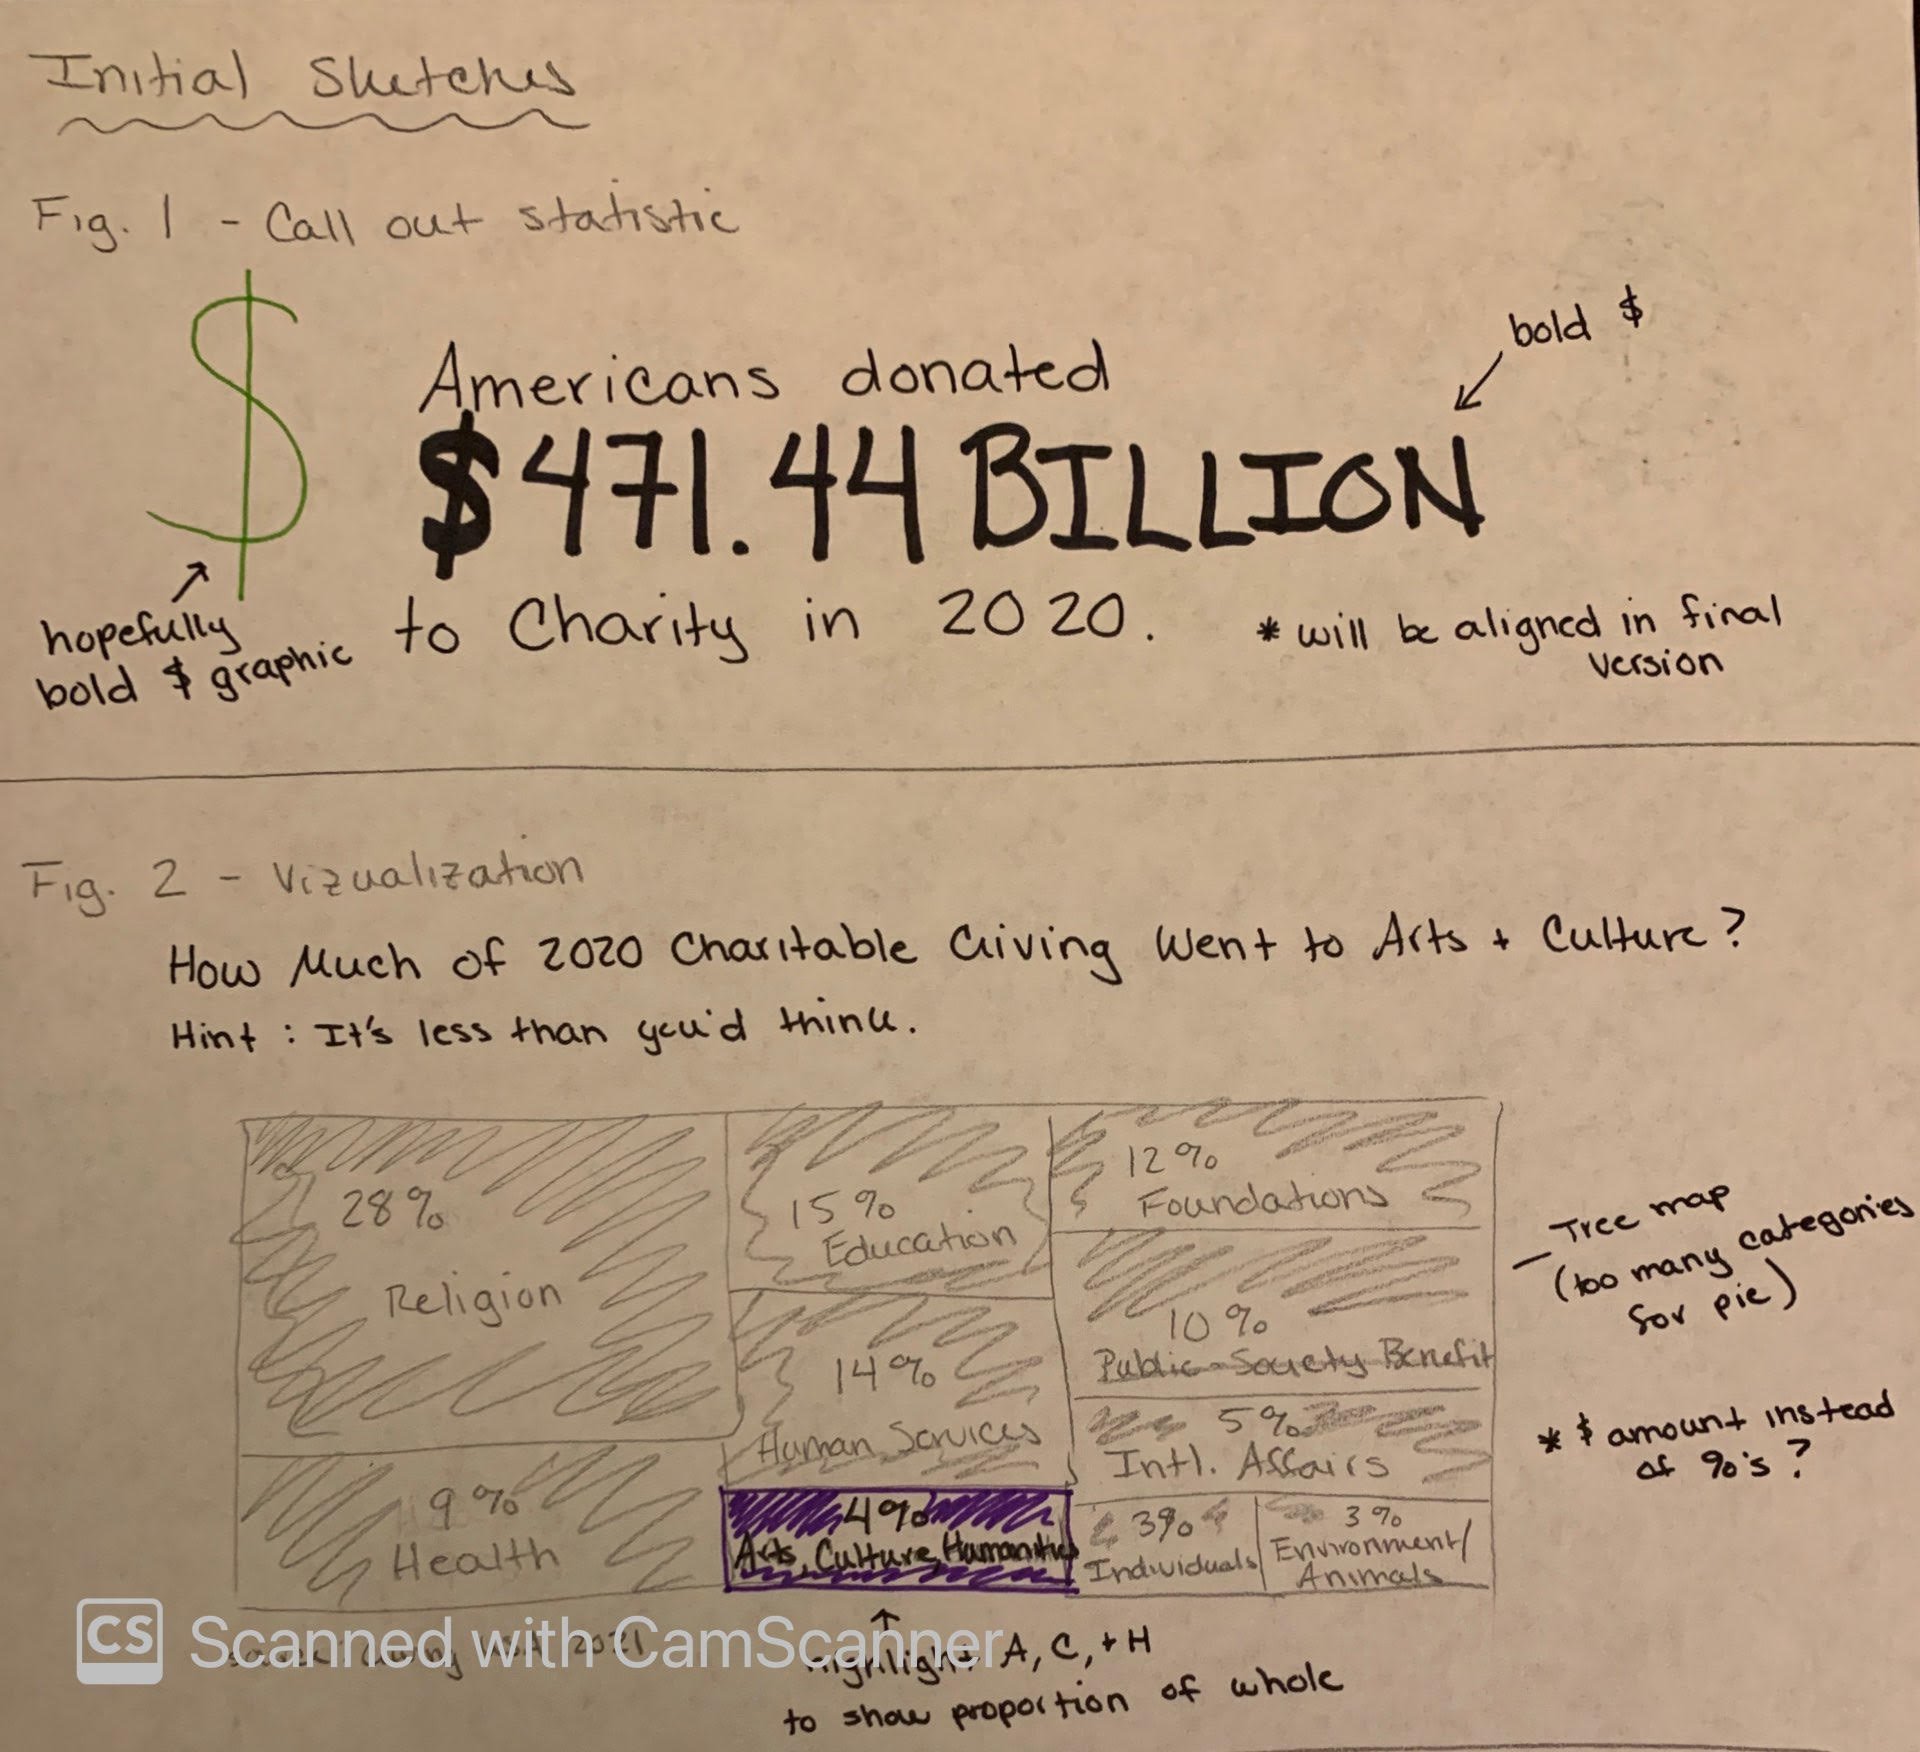 Initial Sketches
Fig. 1 - Call out statistic
$
bold $
Americans donated
$471.44 BILLION
to Charity in 2020.
hopefully
bold $ graphic
* will be aligned in final
version
Fig. 2 - Vizualization
How Much of 2020 Charitable Giving Went to Arts + Culture?
Hint : It's less than you'd think.
28%
Religion
15%
Education
12%
Foundations
10%
Public-Society Benefit
14%
Human Services
5%
Intl. Affairs
9%
Health
4%
Arts, Culture, Humanities
3%
Individuals
3%
Environment/
Animals
- Tree map
(too many categories
for pie)
* $ amount instead
of %'s ?
CS Scanned with CamScanner
Giving USA 2021
highlight A, C, + H
to show proportion of whole